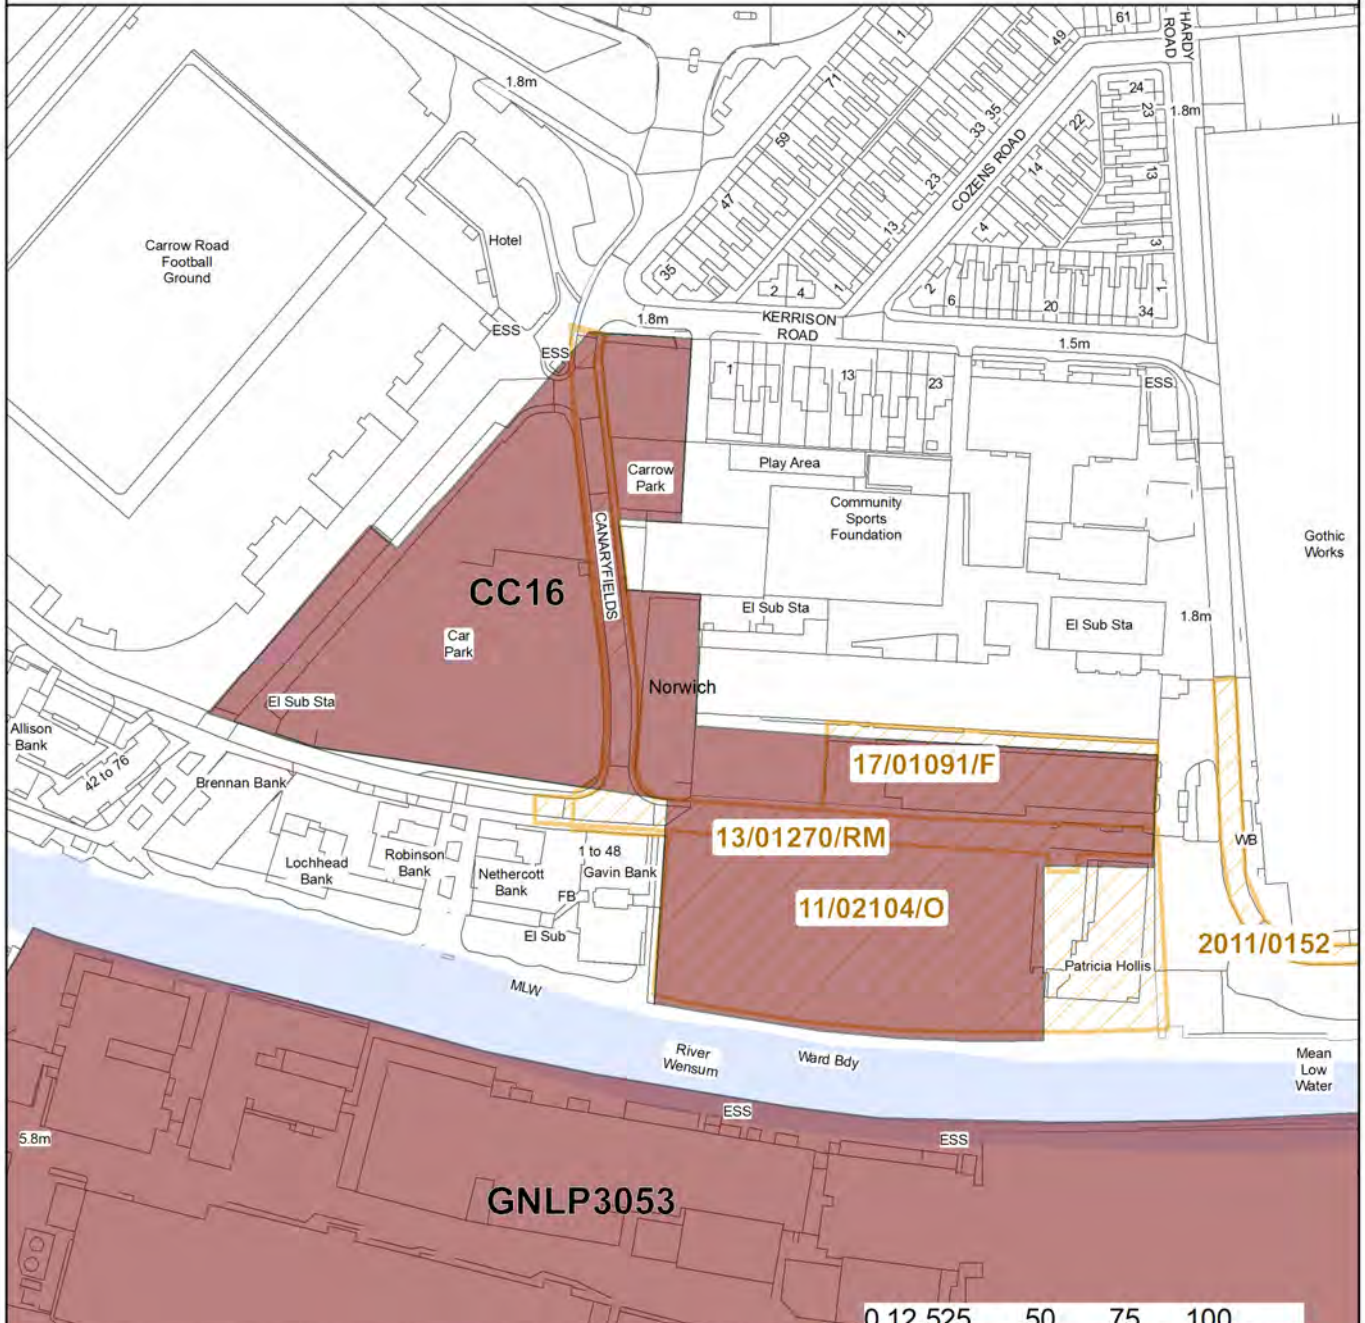 61
HARDY
ROAD
1
49
71
1.8m
24
23
1.8m
35
33
22
59
COZENS ROAD
14
13
23
47
4
13
3
Carrow Road
Football
Ground
Hotel
35
2
4
1
2
6
20
1
34
ESS
1.8m
KERRISON
ROAD
1.5m
ESS
1
13
23
ESS
Carrow
Park
Play Area
Community
Sports
Foundation
CANARYFIELDS
Gothic
Works
CC16
El Sub Sta
El Sub Sta
1.8m
Car
Park
Norwich
El Sub Sta
Allison
Bank
42 to 76
Brennan Bank
17/01091/F
13/01270/RM
WB
Lochhead
Bank
Robinson
Bank
Nethercott
Bank
1 to 48
Gavin Bank
FB
El Sub
11/02104/O
2011/0152
Patricia Hollis
MLW
River
Wensum
Ward Bdy
Mean
Low
Water
ESS
ESS
5.8m
GNLP3053
0 12.525 50 75 100